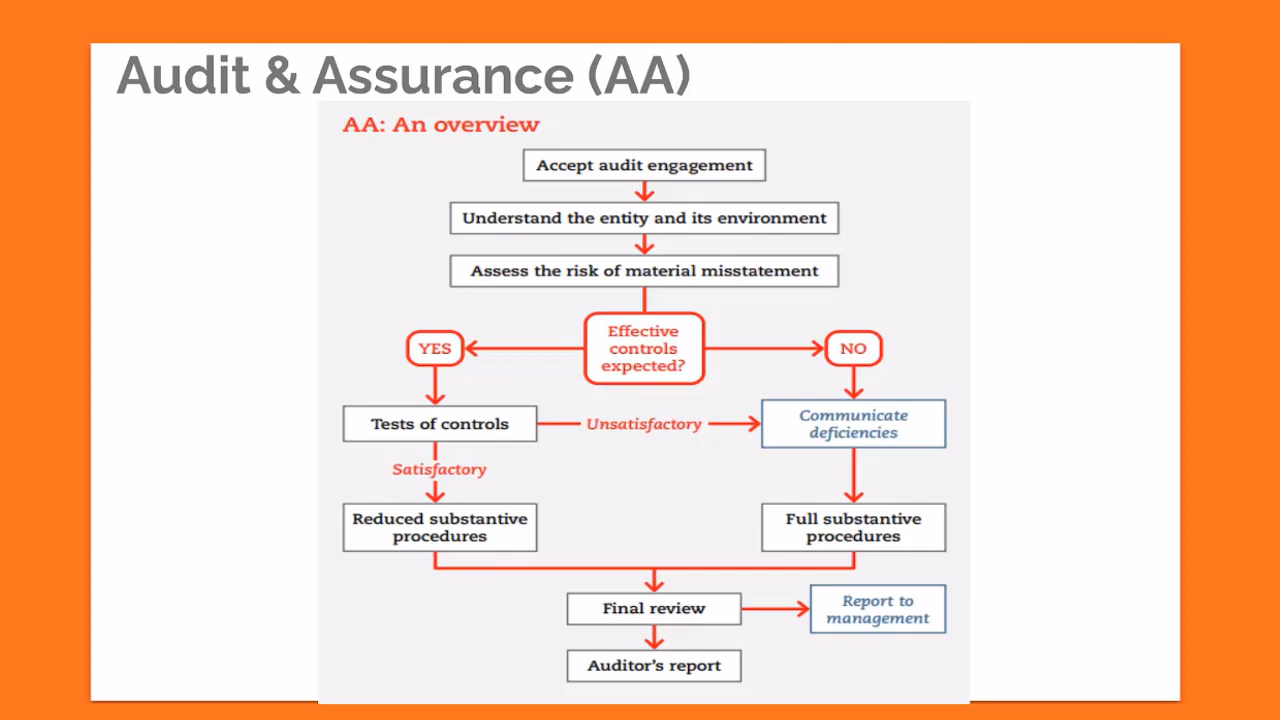 Audit & Assurance (AA)
AA: An overview
Accept audit engagement
Understand the entity and its environment
Assess the risk of material misstatement
Effective
controls
expected?
YES
NO
Tests of controls
Unsatisfactory
Communicate
deficiencies
Satisfactory
Reduced substantive
procedures
Full substantive
procedures
Final review
Report to
management
Auditor's report